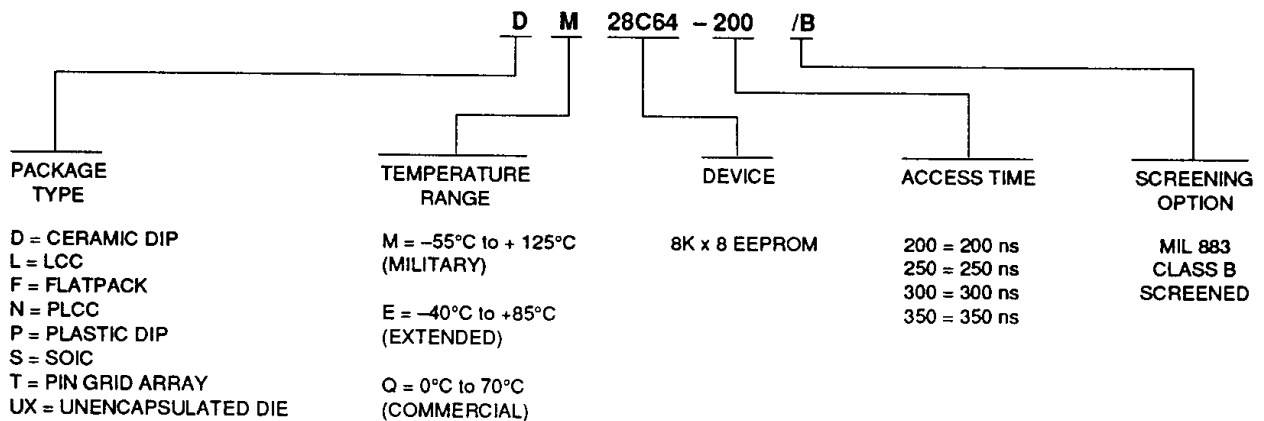 D M 28C64 - 200 /B
PACKAGE TYPE
D = CERAMIC DIP
L = LCC
F = FLATPACK
N = PLCC
P = PLASTIC DIP
S = SOIC
T = PIN GRID ARRAY
UX = UNENCAPSULATED DIE
TEMPERATURE RANGE
M = –55°C to + 125°C
(MILITARY)
E = –40°C to +85°C
(EXTENDED)
Q = 0°C to 70°C
(COMMERCIAL)
DEVICE
8K x 8 EEPROM
ACCESS TIME
200 = 200 ns
250 = 250 ns
300 = 300 ns
350 = 350 ns
SCREENING
OPTION
MIL 883
CLASS B
SCREENED